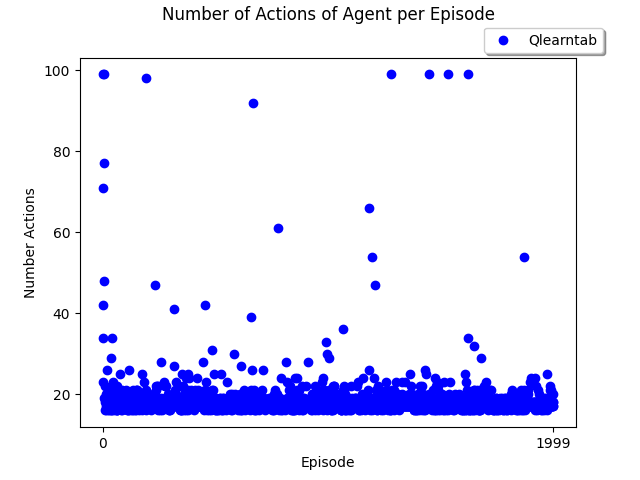 Number of Actions of Agent per Episode
Qlearntab
100
80
60
40
20
Number Actions
0
1999
Episode